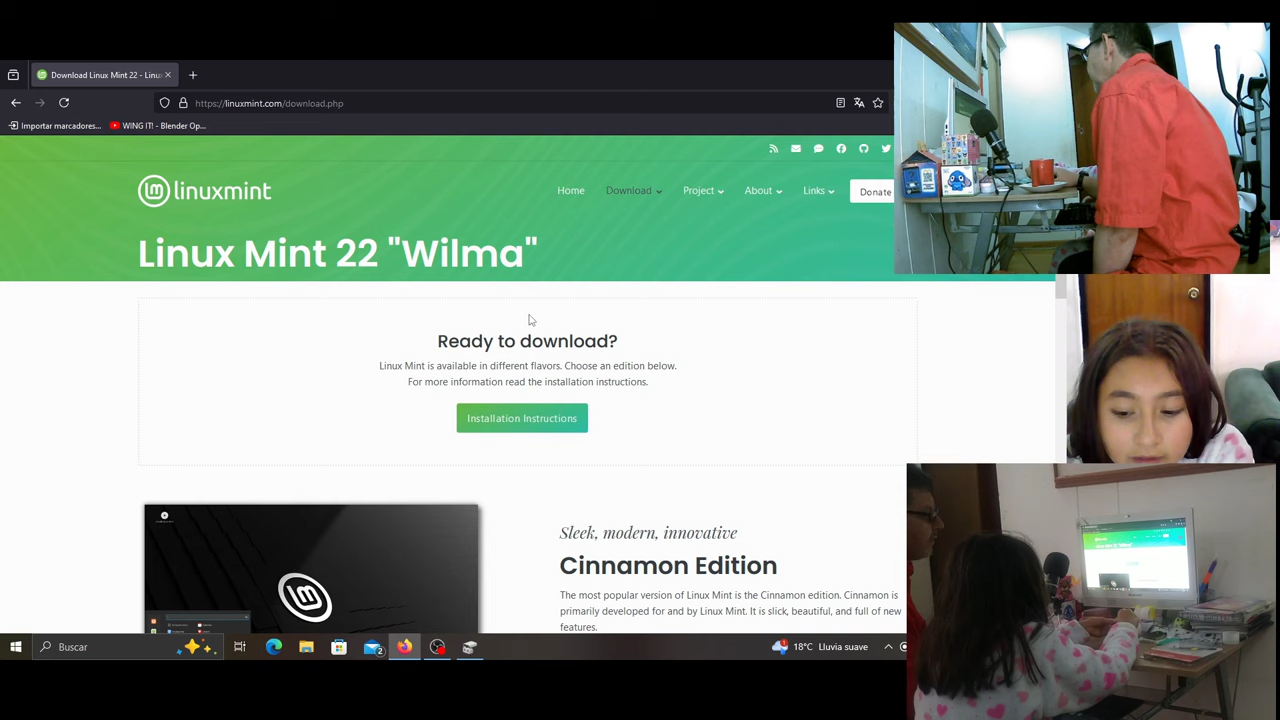 Download Linux Mint 22 - Linu
https://linuxmint.com/download.php
Importar marcadores...
WING IT! - Blender Op...
linuxmint
Home
Download
Project
About
Links
Donate
Linux Mint 22 "Wilma"
Ready to download?
Linux Mint is available in different flavors. Choose an edition below.
For more information read the installation instructions.
Installation Instructions
Sleek, modern, innovative
Cinnamon Edition
The most popular version of Linux Mint is the Cinnamon edition. Cinnamon is
primarily developed for and by Linux Mint. It is slick, beautiful, and full of new
features.
Buscar
2
18°C Lluvia suave